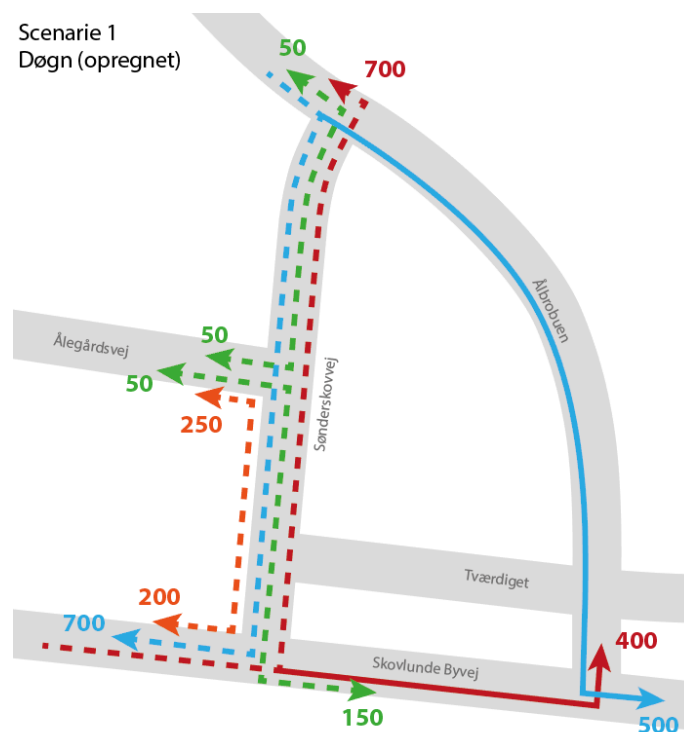 Scenarie 1
Døgn (opregnet)
50
700
Ålbrobuen
50
Ålegårdsvej
50
250
Sønderskovvej
Tværdiget
200
700
400
Skovlunde Byvej
150
500